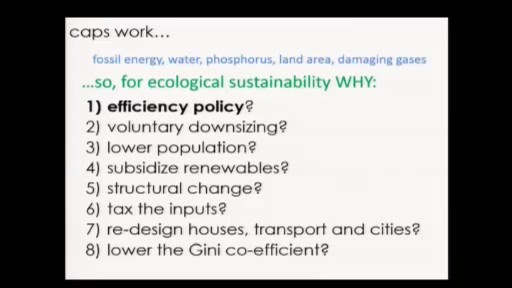 caps work...
fossil energy, water, phosphorus, land area, damaging gases
...so, for ecological sustainability WHY:
1) efficiency policy?
2) voluntary downsizing?
3) lower population?
4) subsidize renewables?
5) structural change?
6) tax the inputs?
7) re-design houses, transport and cities?
8) lower the Gini co-efficient?